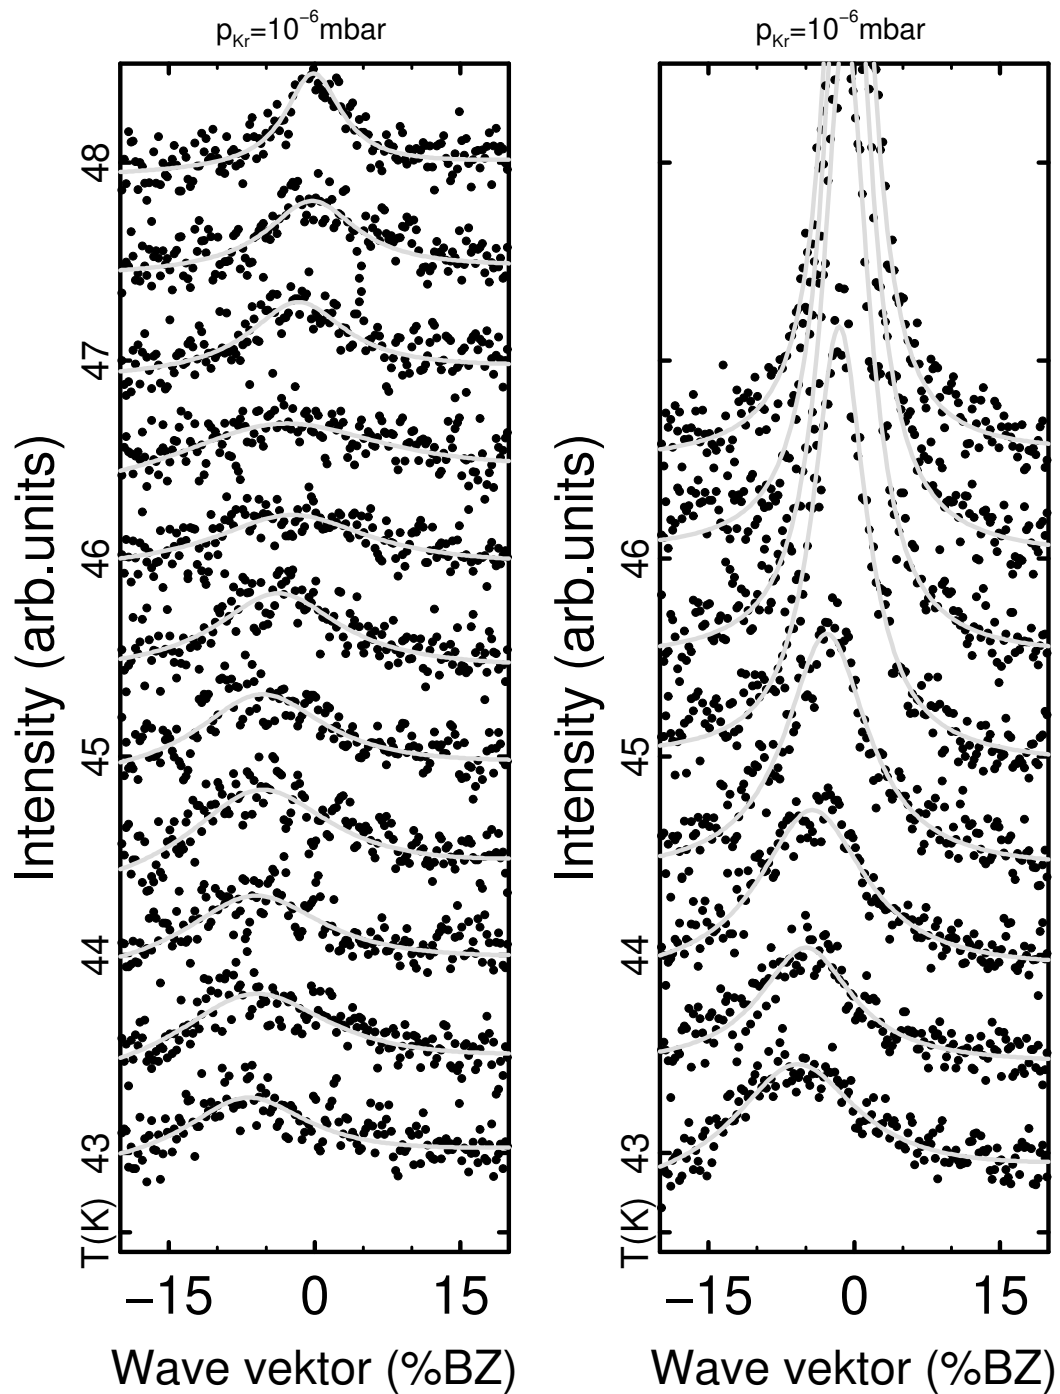 p_Kr=10⁻⁶mbar
48
47
46
45
44
43
T(K)
Intensity (arb.units)
−15 0 15
Wave vektor (%BZ)
p_Kr=10⁻⁶mbar
46
45
44
43
T(K)
Intensity (arb.units)
−15 0 15
Wave vektor (%BZ)